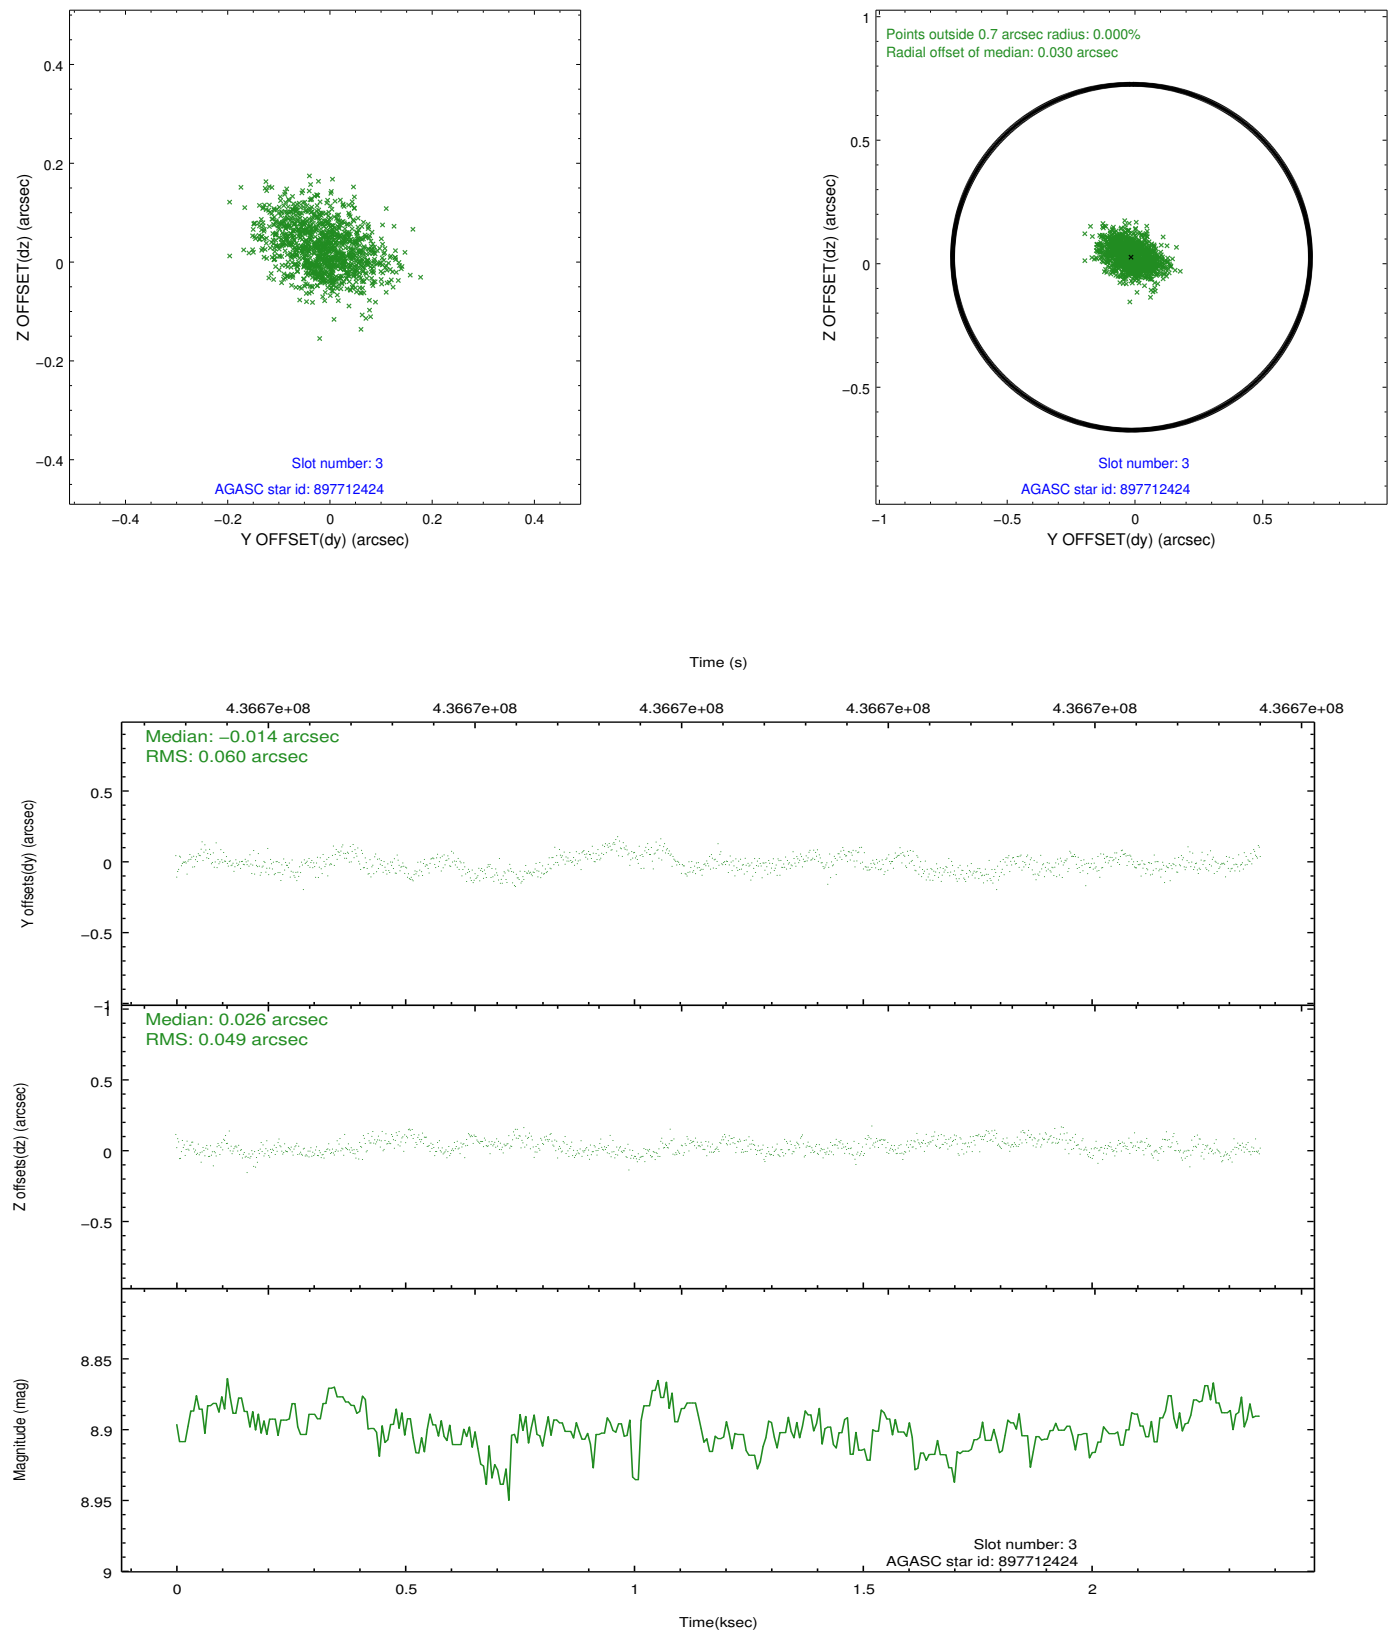 0.4
0.2
0
−0.2
−0.4
Z OFFSET(dz) (arcsec)
Slot number: 3
AGASC star id: 897712424
−0.4 −0.2 0 0.2 0.4
Y OFFSET(dy) (arcsec)
Points outside 0.7 arcsec radius: 0.000%
Radial offset of median: 0.030 arcsec
1
0.5
0
−0.5
Z OFFSET(dz) (arcsec)
Slot number: 3
AGASC star id: 897712424
−1 −0.5 0 0.5
Y OFFSET(dy) (arcsec)
Time (s)
4.3667e+08 4.3667e+08 4.3667e+08 4.3667e+08 4.3667e+08 4.3667e+08
Median: −0.014 arcsec
RMS: 0.060 arcsec
0.5
0
−0.5
−1
Y offsets(dy) (arcsec)
Median: 0.026 arcsec
RMS: 0.049 arcsec
1
0.5
0
−0.5
Z offsets(dz) (arcsec)
8.85
8.9
8.95
9
Magnitude (mag)
Slot number: 3
AGASC star id: 897712424
0 0.5 1 1.5 2
Time(ksec)